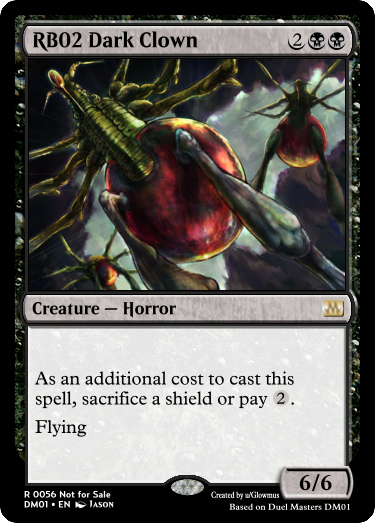 RB02 Dark Clown 2
Creature — Horror
As an additional cost to cast this
spell, sacrifice a shield or pay 2.
Flying
6/6
R 0056 Not for Sale
DM01 • EN Jason
Created by u/Glowmus
Based on Duel Masters DM01